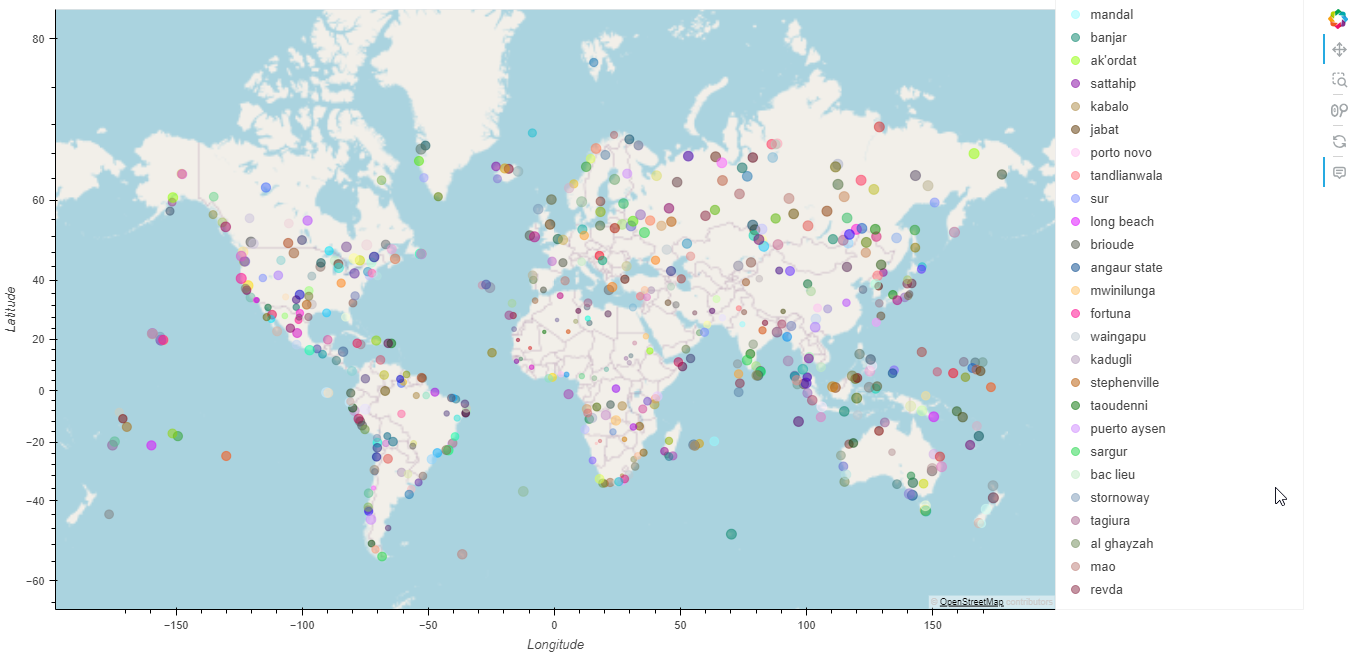 80
60
40
20
0
−20
−40
−60
Latitude
−150
−100
−50
0
50
100
150
Longitude
© OpenStreetMap contributors
mandal
banjar
ak'ordat
sattahip
kabalo
jabat
porto novo
tandlianwala
sur
long beach
brioude
angaur state
mwinilunga
fortuna
waingapu
kadugli
stephenville
taoudenni
puerto aysen
sargur
bac lieu
stornoway
tagiura
al ghayzah
mao
revda